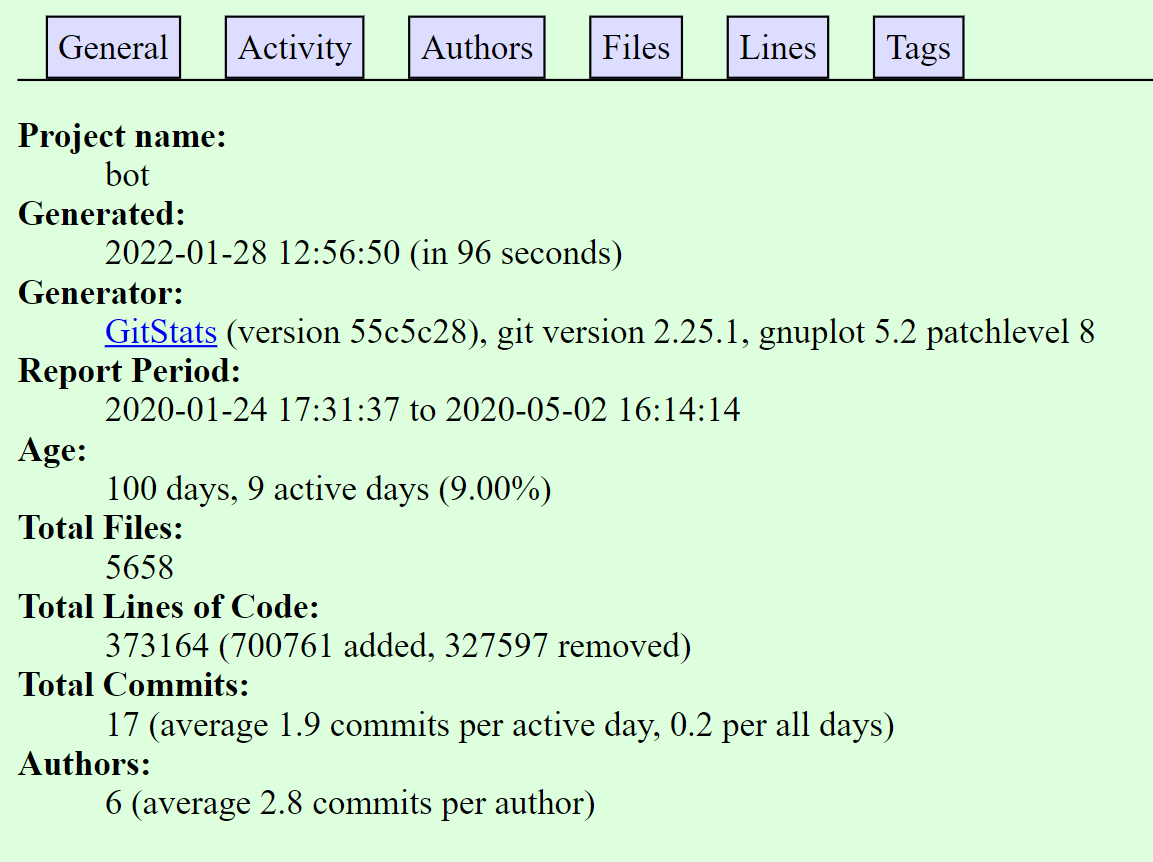 General Activity Authors Files Lines Tags
Project name:
bot
Generated:
2022-01-28 12:56:50 (in 96 seconds)
Generator:
GitStats (version 55c5c28), git version 2.25.1, gnuplot 5.2 patchlevel 8
Report Period:
2020-01-24 17:31:37 to 2020-05-02 16:14:14
Age:
100 days, 9 active days (9.00%)
Total Files:
5658
Total Lines of Code:
373164 (700761 added, 327597 removed)
Total Commits:
17 (average 1.9 commits per active day, 0.2 per all days)
Authors:
6 (average 2.8 commits per author)